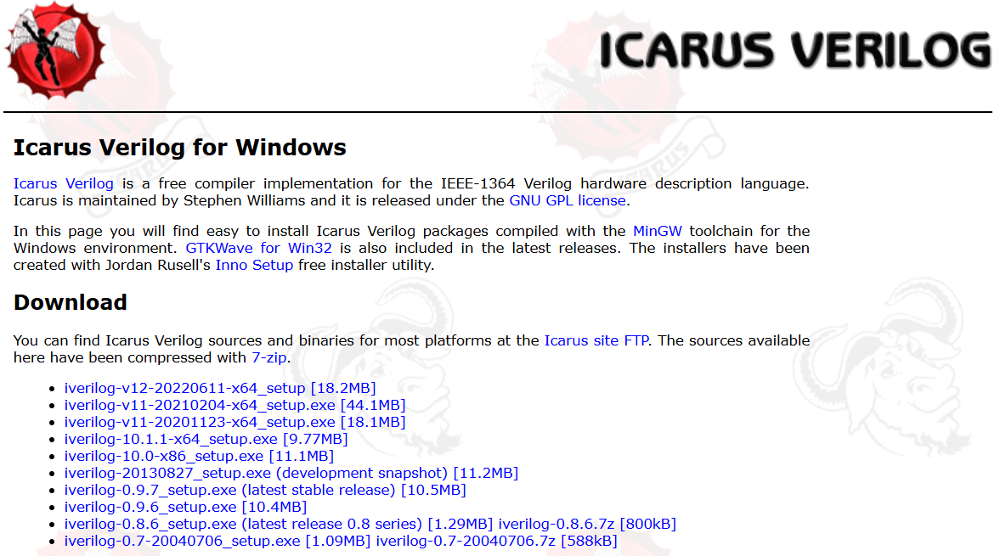 ICARUS VERILOG
Icarus Verilog for Windows
Icarus Verilog is a free compiler implementation for the IEEE-1364 Verilog hardware description language.
Icarus is maintained by Stephen Williams and it is released under the GNU GPL license.
In this page you will find easy to install Icarus Verilog packages compiled with the MinGW toolchain for the
Windows environment. GTKWave for Win32 is also included in the latest releases. The installers have been
created with Jordan Rusell's Inno Setup free installer utility.
Download
You can find Icarus Verilog sources and binaries for most platforms at the Icarus site FTP. The sources available
here have been compressed with 7-zip.
• iverilog-v12-20220611-x64_setup [18.2MB]
• iverilog-v11-20210204-x64_setup.exe [44.1MB]
• iverilog-v11-20201123-x64_setup.exe [18.1MB]
• iverilog-10.1.1-x64_setup.exe [9.77MB]
• iverilog-10.0-x86_setup.exe [11.1MB]
• iverilog-20130827_setup.exe (development snapshot) [11.2MB]
• iverilog-0.9.7_setup.exe (latest stable release) [10.5MB]
• iverilog-0.9.6_setup.exe [10.4MB]
• iverilog-0.8.6_setup.exe (latest release 0.8 series) [1.29MB] iverilog-0.8.6.7z [800kB]
• iverilog-0.7-20040706_setup.exe [1.09MB] iverilog-0.7-20040706.7z [588kB]